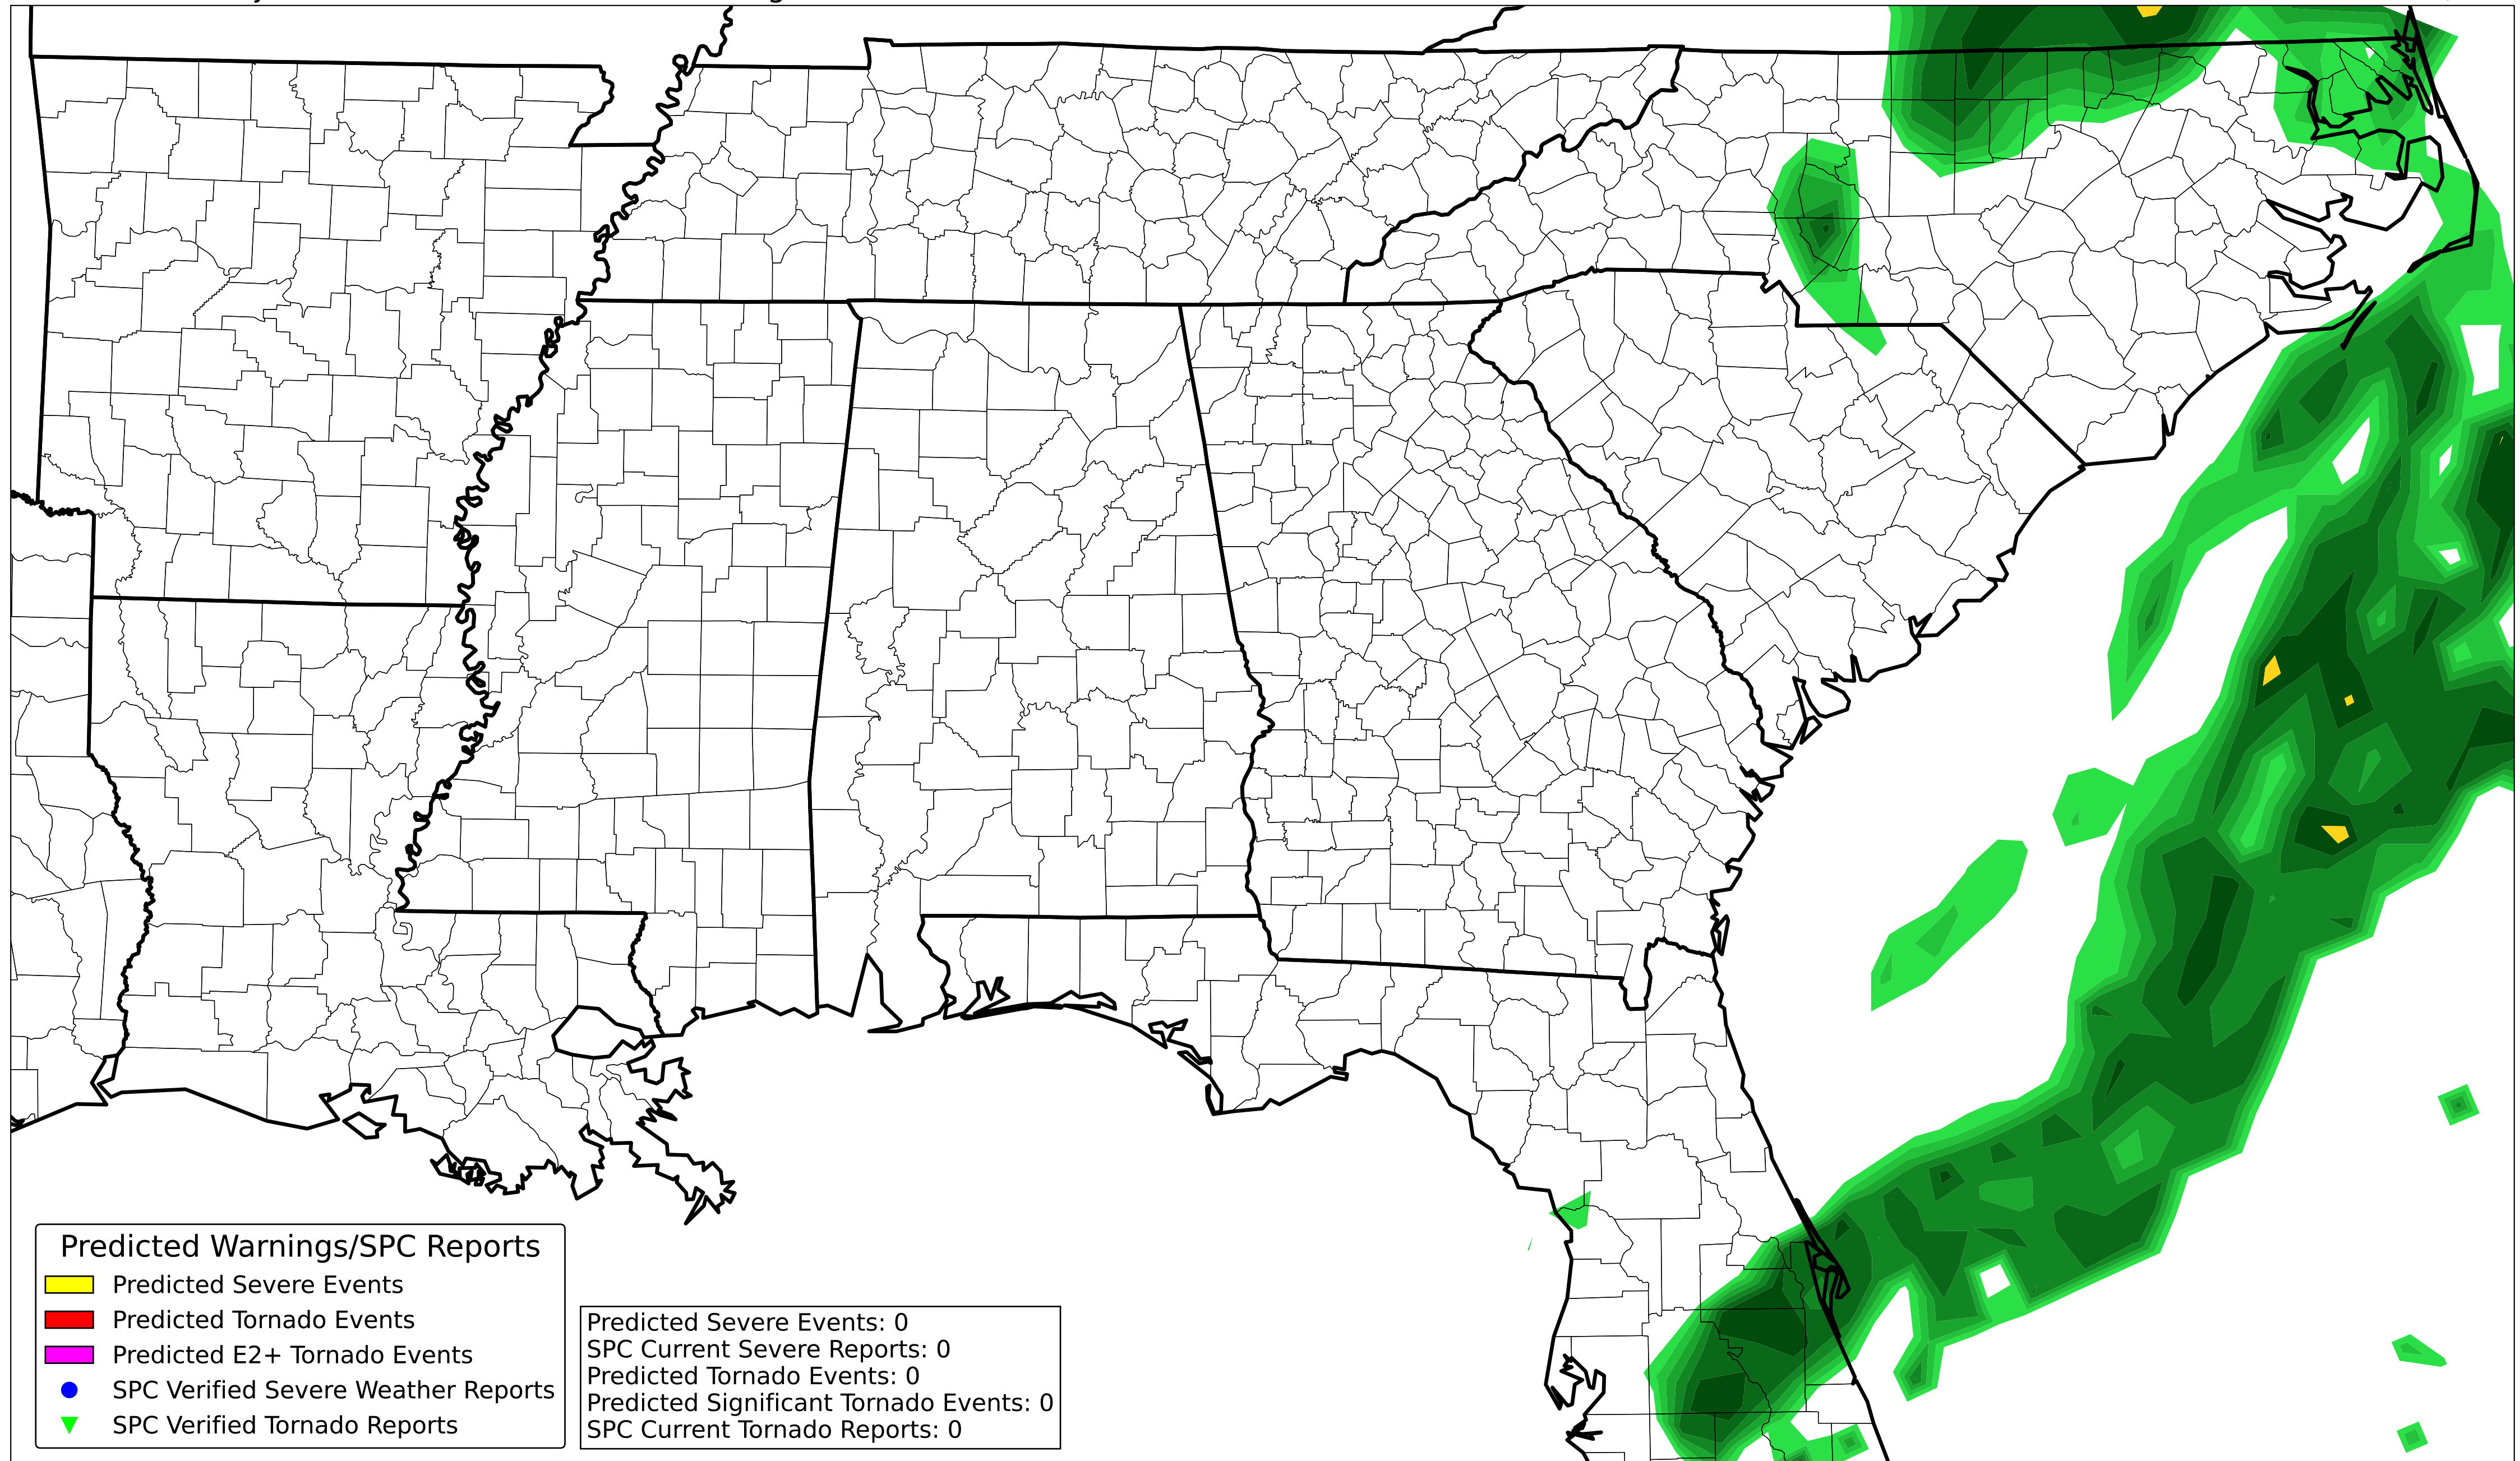 Predicted Warnings/SPC Reports
Predicted Severe Events
Predicted Tornado Events
Predicted E2+ Tornado Events
SPC Verified Severe Weather Reports
SPC Verified Tornado Reports
Predicted Severe Events: 0
SPC Current Severe Reports: 0
Predicted Tornado Events: 0
Predicted Significant Tornado Events: 0
SPC Current Tornado Reports: 0